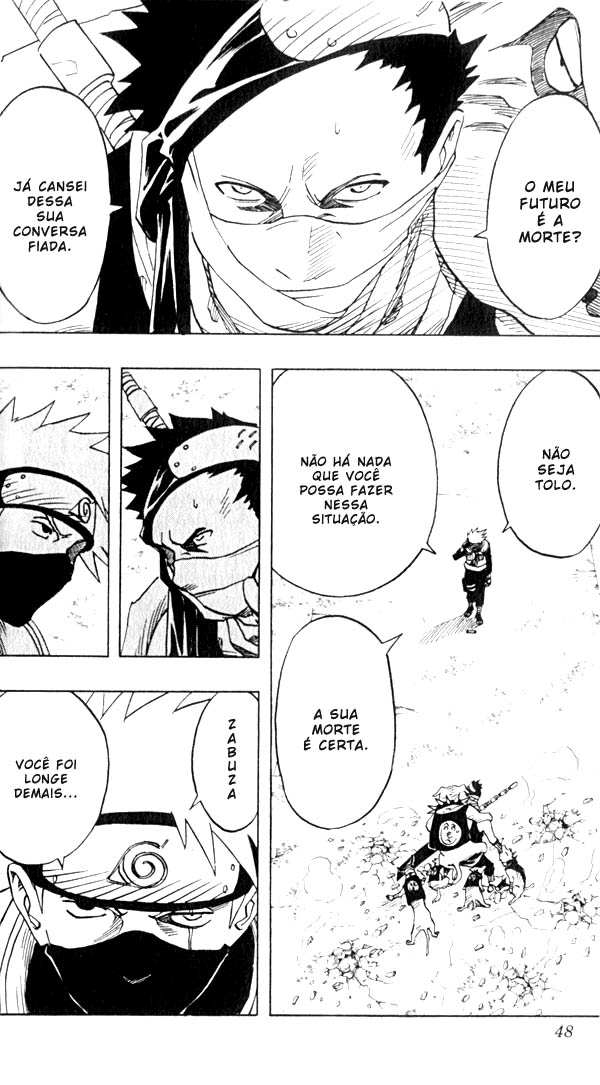 O MEU
FUTURO
É A
MORTE?
JÁ CANSEI
DESSA
SUA
CONVERSA
FIADA.
NÃO
SEJA
TOLO.
NÃO HÁ NADA
QUE VOCÊ
POSSA FAZER
NESSA
SITUAÇÃO.
A SUA
MORTE
É CERTA.
ZABUZA
VOCÊ FOI
LONGE
DEMAIS...
48